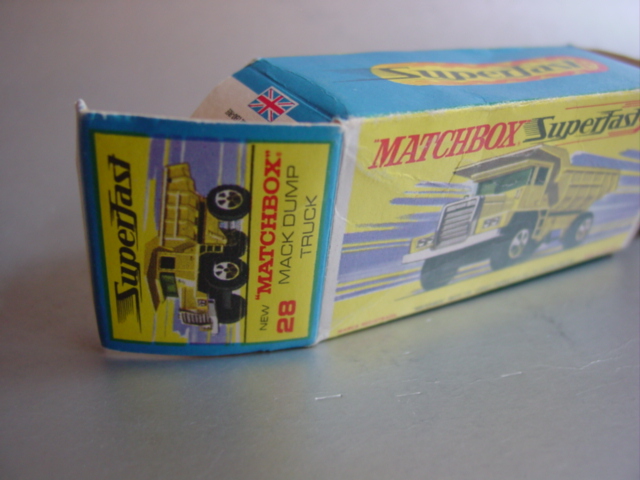 SuperFast
MATCHBOX SuperFast
SuperFast
NEW "MATCHBOX"
28 MACK DUMP
TRUCK